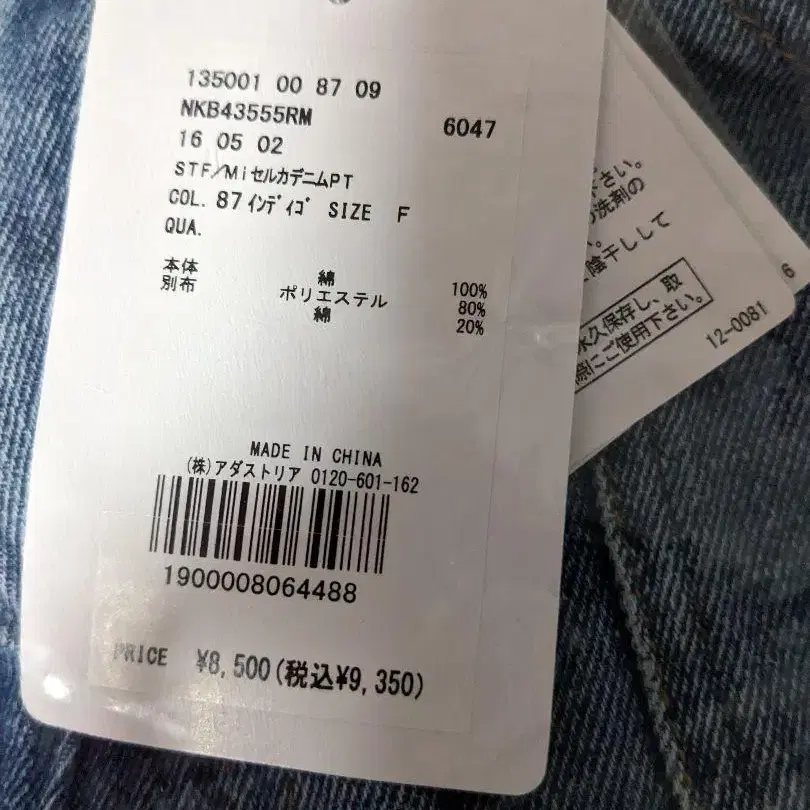 135001 00 87 09
NKB43555RM
6047
16 05 02
STF/MiセルカデニムPT
COL. 87 インディゴ SIZE F
QUA.
本体 綿 100%
別布 ポリエステル 80%
綿 20%
MADE IN CHINA
(株)アダストリア 0120-601-162
1900008064488
PRICE ¥8,500(税込¥9,350)
さい。
洗剤の
陰干しして
永久保存し、取
際にご使用下さい。
12-0081
6